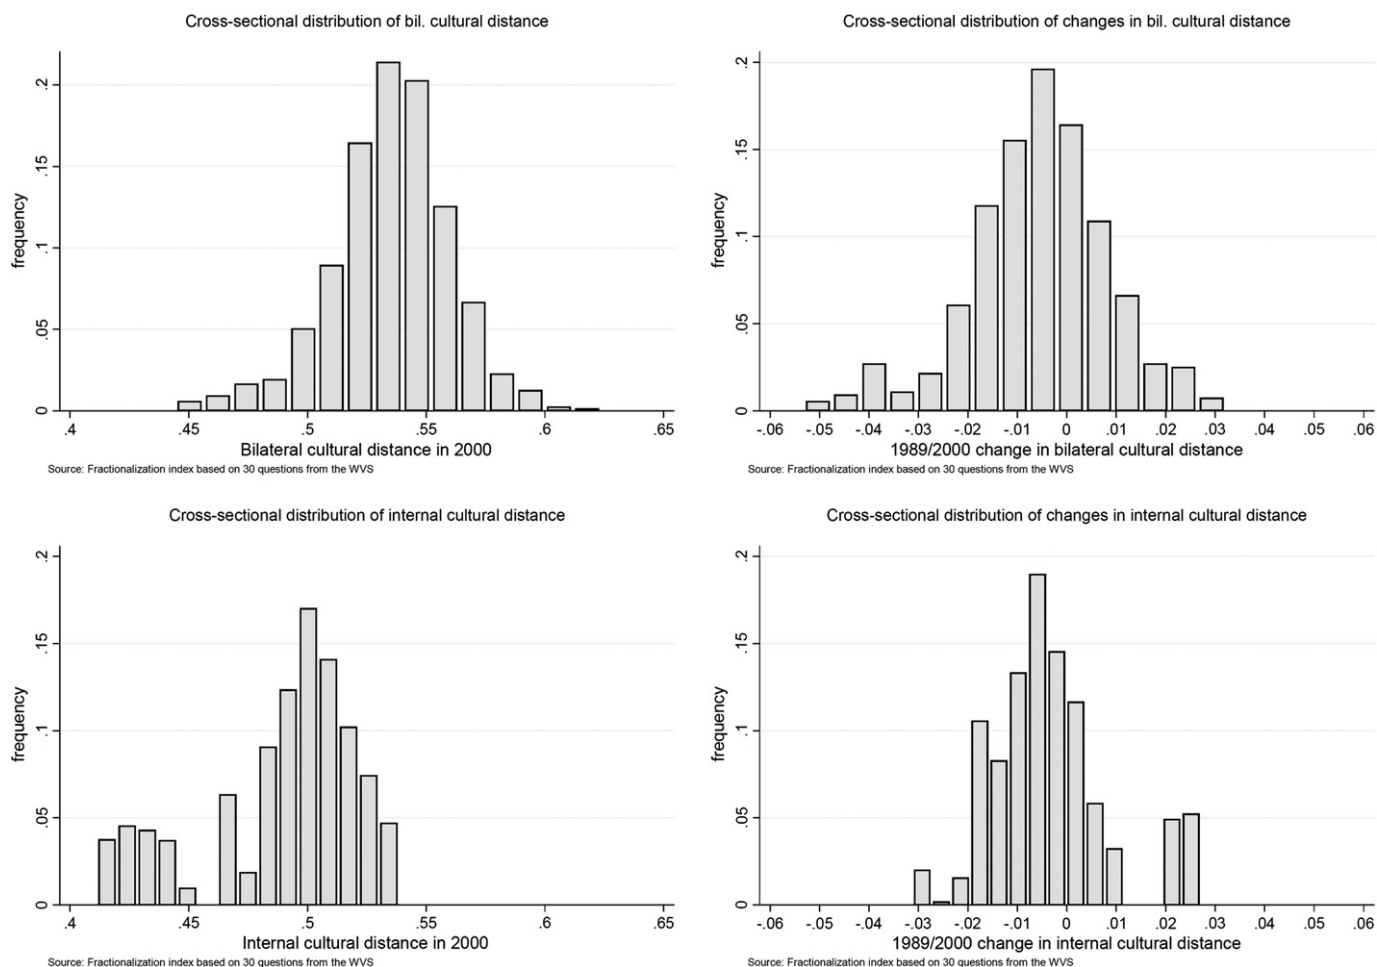 Cross-sectional distribution of bil. cultural distance
frequency
.2
.15
.1
.05
0
.4 .45 .5 .55 .6 .65
Bilateral cultural distance in 2000
Source: Fractionalization index based on 30 questions from the WVS
Cross-sectional distribution of changes in bil. cultural distance
frequency
.2
.15
.1
.05
0
-.06 -.05 -.04 -.03 -.02 -.01 0 .01 .02 .03 .04 .05 .06
1989/2000 change in bilateral cultural distance
Source: Fractionalization index based on 30 questions from the WVS
Cross-sectional distribution of internal cultural distance
frequency
.2
.15
.1
.05
0
.4 .45 .5 .55 .6 .65
Internal cultural distance in 2000
Source: Fractionalization index based on 30 questions from the WVS
Cross-sectional distribution of changes in internal cultural distance
frequency
.2
.15
.1
.05
0
-.06 -.05 -.04 -.03 -.02 -.01 0 .01 .02 .03 .04 .05 .06
1989/2000 change in internal cultural distance
Source: Fractionalization index based on 30 questions from the WVS